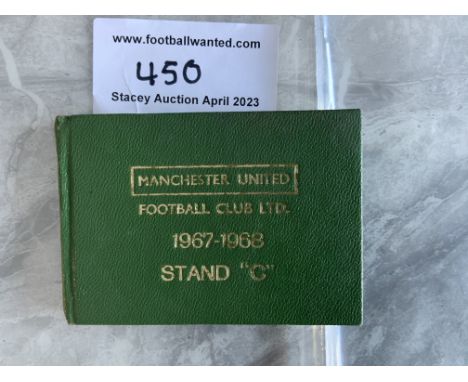 www.footballwanted.com
450
Stacey Auction April 2023
MANCHESTER UNITED
FOOTBALL CLUB LTD.
1967-1968
STAND "C"